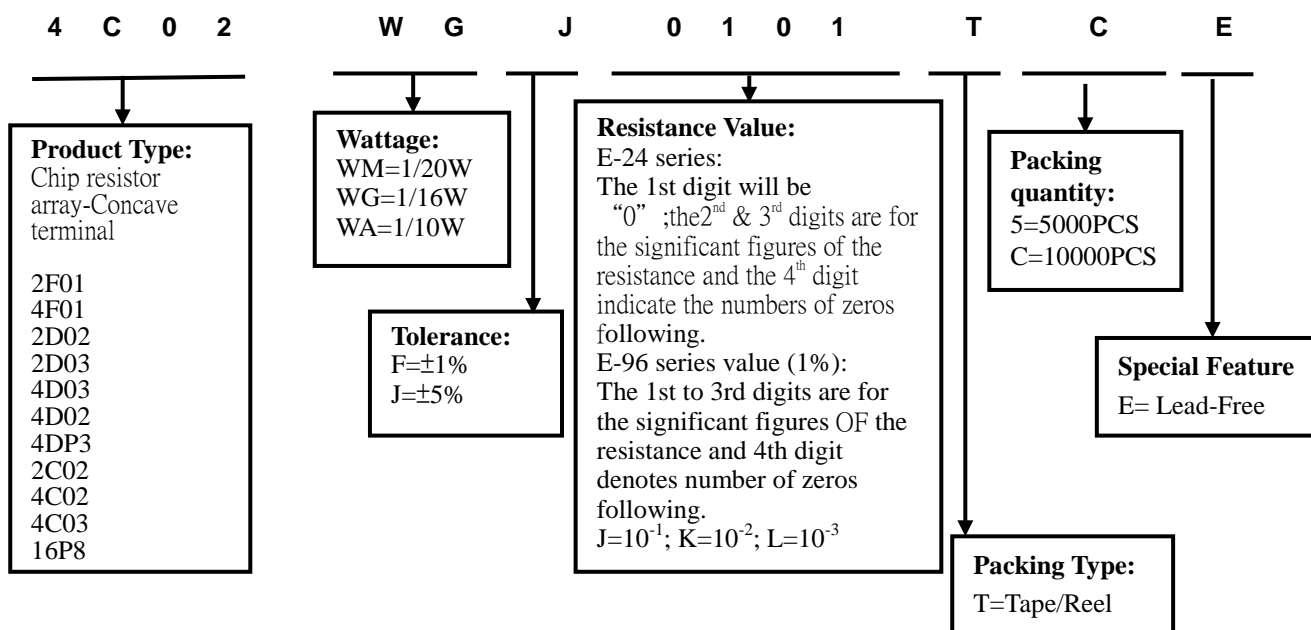 4 C 0 2 W G J 0 1 0 1 T C E
Product Type:
Chip resistor
array-Concave
terminal
2F01
4F01
2D02
2D03
4D03
4D02
4DP3
2C02
4C02
4C03
16P8
Wattage:
WM=1/20W
WG=1/16W
WA=1/10W
Tolerance:
F=±1%
J=±5%
Resistance Value:
E-24 series:
The 1st digit will be
“0” ;the2nd & 3rd digits are for
the significant figures of the
resistance and the 4th digit
indicate the numbers of zeros
following.
E-96 series value (1%):
The 1st to 3rd digits are for
the significant figures OF the
resistance and 4th digit
denotes number of zeros
following.
J=10-1; K=10-2; L=10-3
Packing Type:
T=Tape/Reel
Packing
quantity:
5=5000PCS
C=10000PCS
Special Feature
E= Lead-Free